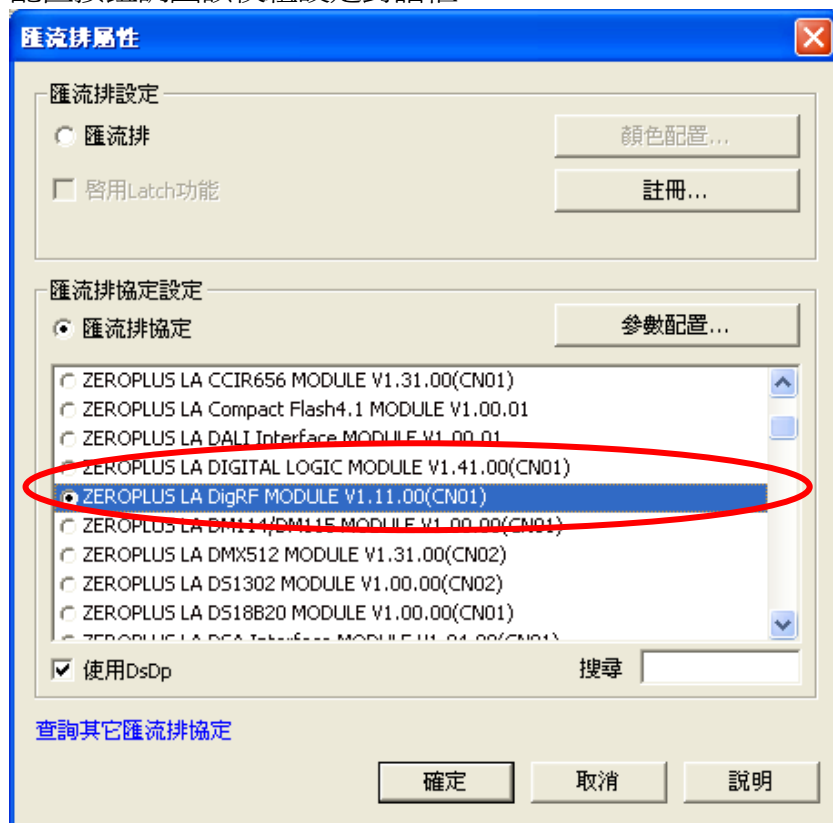 匯流排屬性
匯流排設定
匯流排
顏色配置...
啓用Latch功能
註冊...
匯流排協定設定
匯流排協定
參數配置...
ZEROPLUS LA CCIR656 MODULE V1.31.00(CN01)
ZEROPLUS LA Compact Flash4.1 MODULE V1.00.01
ZEROPLUS LA DALI Interface MODULE V1.00.01
ZEROPLUS LA DIGITAL LOGIC MODULE V1.41.00(CN01)
ZEROPLUS LA DigRF MODULE V1.11.00(CN01)
ZEROPLUS LA DM114/DM115 MODULE V1.00.00(CN01)
ZEROPLUS LA DMX512 MODULE V1.31.00(CN02)
ZEROPLUS LA DS1302 MODULE V1.00.00(CN02)
ZEROPLUS LA DS18B20 MODULE V1.00.00(CN01)
使用DsDp
搜尋
查詢其它匯流排協定
確定
取消
說明